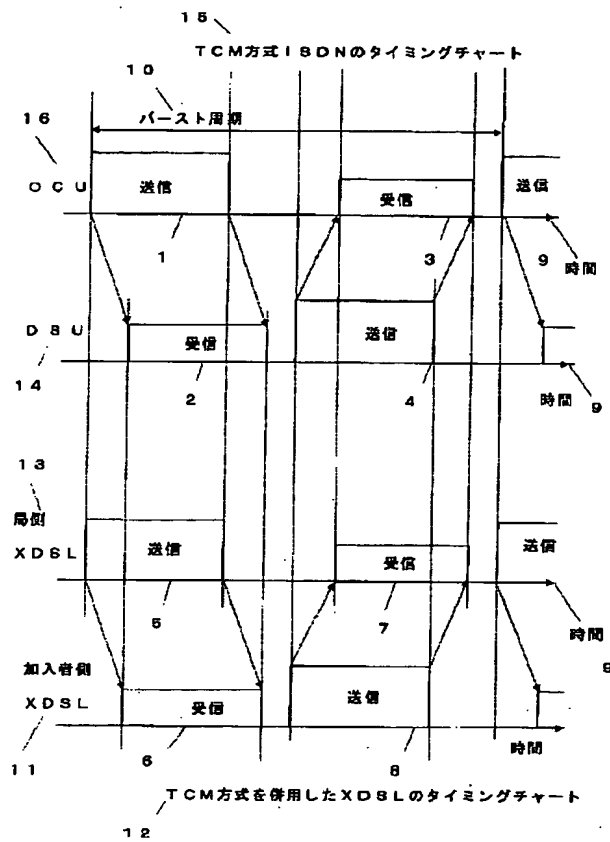 15
TCM方式ISDNのタイミングチャート
10
バースト周期
16
OCU
送信
受信
送信
1
3
時間
9
DSU
受信
送信
14
2
4
時間
9
13
局側
XDSL
送信
受信
送信
5
7
時間
9
加入者側
XDSL
受信
送信
11
6
8
時間
TCM方式を併用したXDSLのタイミングチャート
12